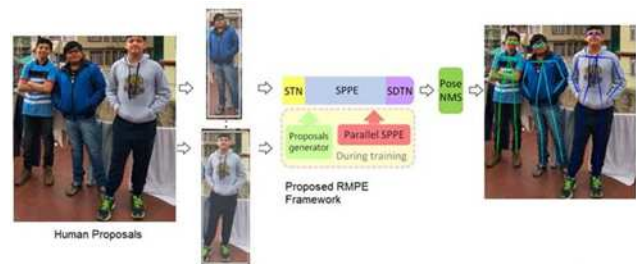 STN SPPE SDTN
Pose
NMS
Proposals
generator
Parallel SPPE
During training
Proposed RMPE
Framework
Human Proposals